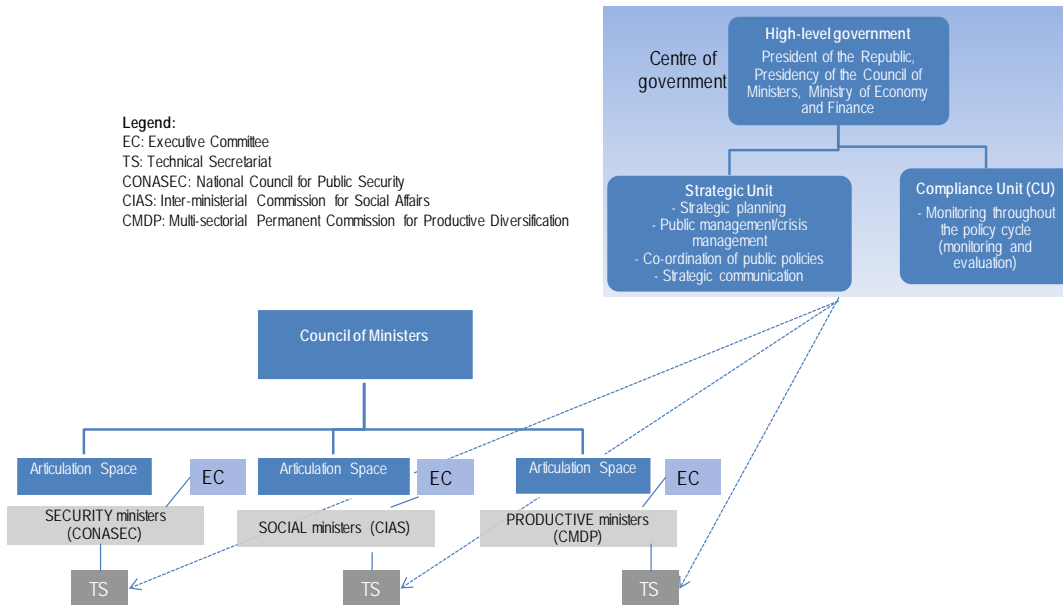 High-level government
President of the Republic,
Presidency of the Council of
Ministers, Ministry of Economy
and Finance
Centre of
government
Legend:
EC: Executive Committee
TS: Technical Secretariat
CONASEC: National Council for Public Security
CIAS: Inter-ministerial Commission for Social Affairs
CMDP: Multi-sectorial Permanent Commission for Productive Diversification
Strategic Unit
- Strategic planning
- Public management/crisis
management
- Co-ordination of public policies
- Strategic communication
Compliance Unit (CU)
- Monitoring throughout
the policy cycle
(monitoring and
evaluation)
Council of Ministers
Articulation Space
EC
Articulation Space
EC
Articulation Space
EC
SECURITY ministers
(CONASEC)
SOCIAL ministers (CIAS)
PRODUCTIVE ministers
(CMDP)
TS
TS
TS